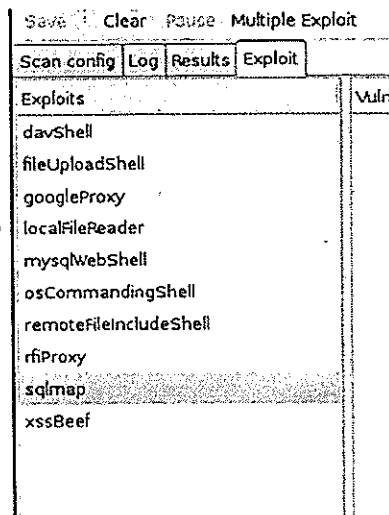 Save Clear Pause Multiple Exploit
Scan config Log Results Exploit
Exploits Vuln
davShell
fileUploadShell
googleProxy
localFileReader
mysqlWebShell
osCommandingShell
remoteFileIncludeShell
rfiProxy
sqlmap
xssBeef